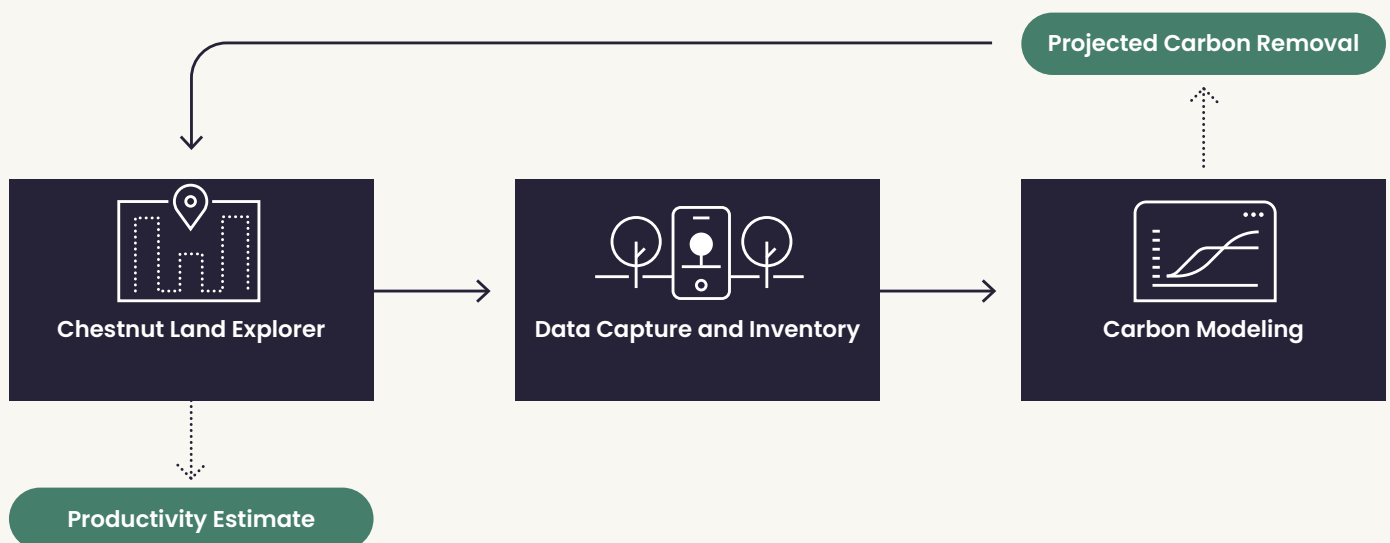 Projected Carbon Removal
Chestnut Land Explorer
Data Capture and Inventory
Carbon Modeling
Productivity Estimate